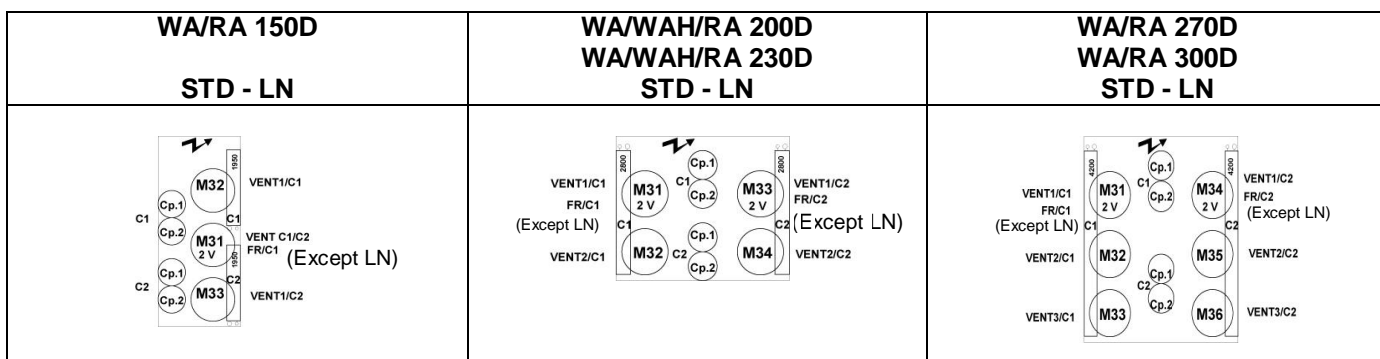 WA/RA 150D
STD - LN
WA/WAH/RA 200D
WA/WAH/RA 230D
STD - LN
WA/RA 270D
WA/RA 300D
STD - LN
1950
M32
VENT1/C1
Cp.1
C1
C1
Cp.2
M31
2 V
VENT C1/C2
FR/C1
(Except LN)
1950
Cp.1
C2
C2
Cp.2
M33
VENT1/C2
2800
Cp.1
2800
VENT1/C1
M31
2 V
C1
Cp.2
M33
2 V
VENT1/C2
FR/C1
FR/C2
(Except LN)
C1
C2
(Except LN)
Cp.1
VENT2/C1
M32
C2
Cp.2
M34
VENT2/C2
4200
Cp.1
4200
VENT1/C1
M31
2 V
C1
Cp.2
M34
2 V
VENT1/C2
FR/C1
FR/C2
(Except LN)
C1
C2
(Except LN)
VENT2/C1
M32
Cp.1
M35
VENT2/C2
C2
Cp.2
VENT3/C1
M33
M36
VENT3/C2